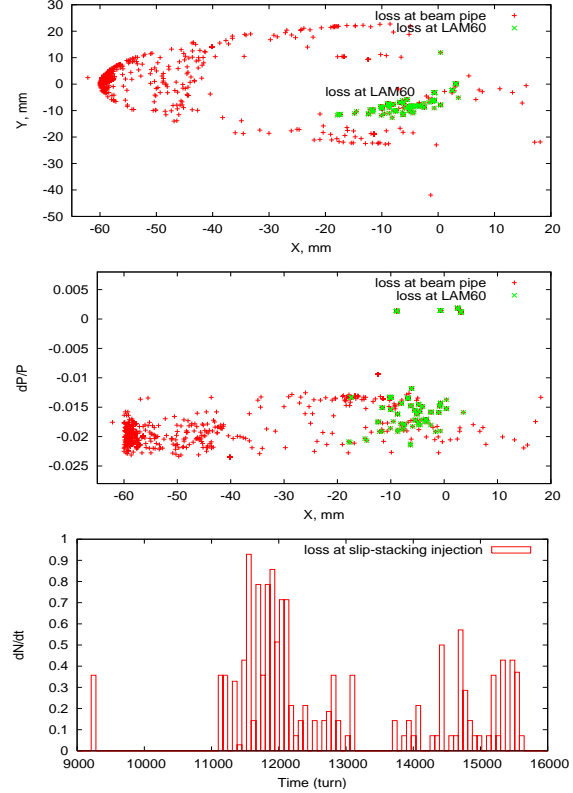 30
20
10
0
-10
-20
-30
-40
50
Y, mm
loss at beam pipe
loss at LAM60
loss at LAM60
-60 -50 -40 -30 -20 -10 0 10 20
X, mm
0.005
0
-0.005
-0.01
-0.015
-0.02
-0.025
dP/P
loss at beam pipe
loss at LAM60
-60 -50 -40 -30 -20 -10 0 10 20
X, mm
1
0.9
0.8
0.7
0.6
0.5
0.4
0.3
0.2
0.1
0
dN/dt
loss at slip-stacking injection
9000 10000 11000 12000 13000 14000 15000 16000
Time (turn)